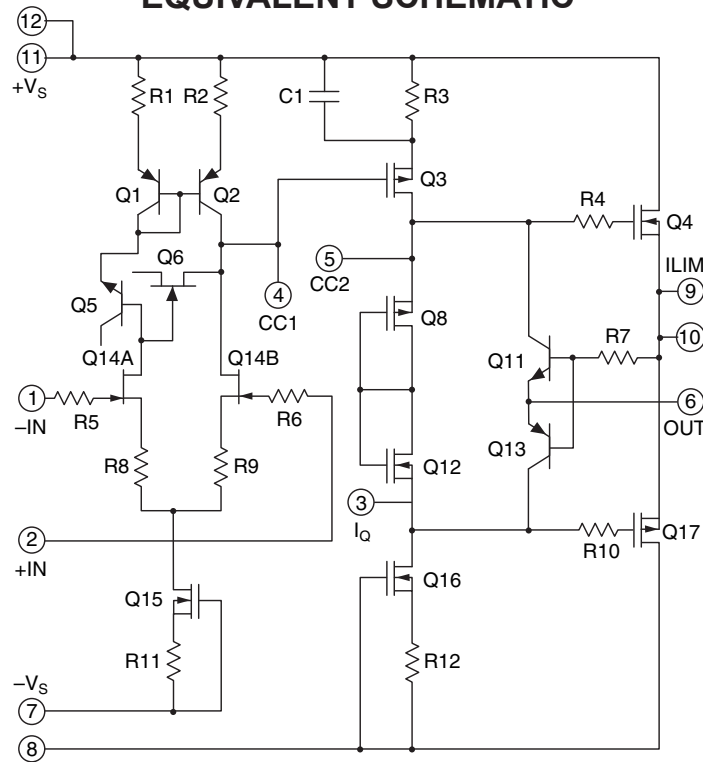 EQUIVALENT SCHEMATIC
12
11
+VS
R1
R2
C1
R3
Q1
Q2
Q3
R4
Q4
Q6
5
CC2
ILIM
9
Q5
4
CC1
Q8
10
Q14A
Q14B
Q11
R7
1
–IN
R5
R6
6
OUT
R8
R9
Q12
Q13
3
IQ
2
+IN
R10
Q17
Q15
Q16
R11
R12
–VS
7
8